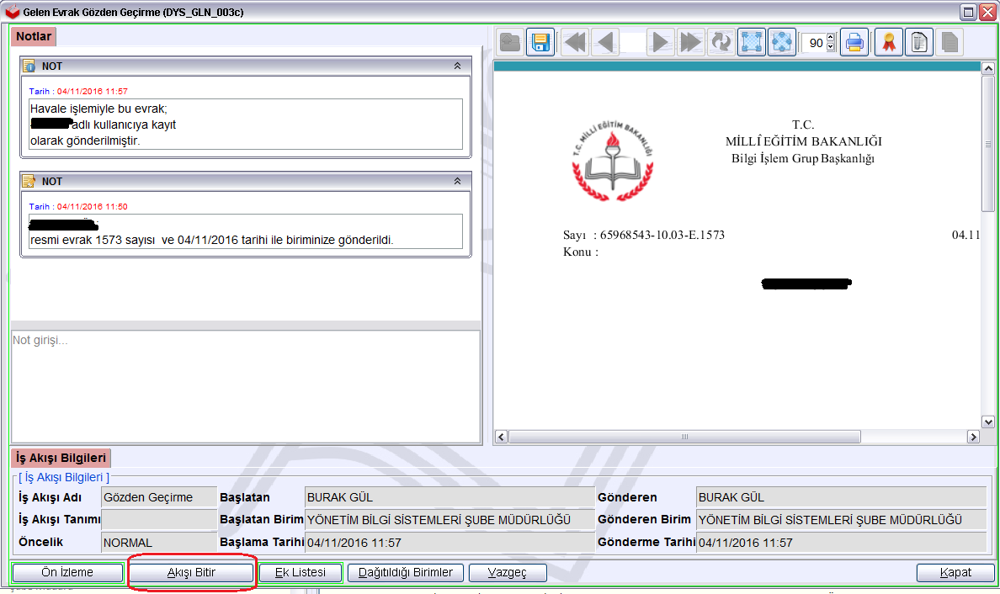 Gelen Evrak Gözden Geçirme (DYS_GLN_003c)
Notlar
NOT
Tarih : 04/11/2016 11:57
Havale işlemiyle bu evrak;
adlı kullanıcıya kayıt
olarak gönderilmiştir.
NOT
Tarih : 04/11/2016 11:50
resmi evrak 1573 sayısı ve 04/11/2016 tarihi ile biriminize gönderildi.
Not girişi...
90
T.C. MİLLİ EĞİTİM BAKANLIĞI
T.C.
MİLLÎ EĞİTİM BAKANLIĞI
Bilgi İşlem Grup Başkanlığı
Sayı : 65968543-10.03-E.1573 04.11
Konu :
İş Akışı Bilgileri
[ İş Akışı Bilgileri ]
İş Akışı Adı Gözden Geçirme Başlatan BURAK GÜL Gönderen BURAK GÜL
İş Akışı Tanımı Başlatan Birim YÖNETİM BİLGİ SİSTEMLERİ ŞUBE MÜDÜRLÜĞÜ Gönderen Birim YÖNETİM BİLGİ SİSTEMLERİ ŞUBE MÜDÜRLÜĞÜ
Öncelik NORMAL Başlama Tarihi 04/11/2016 11:57 Gönderme Tarihi 04/11/2016 11:57
Ön İzleme Akışı Bitir Ek Listesi Dağıtıldığı Birimler Vazgeç Kapat